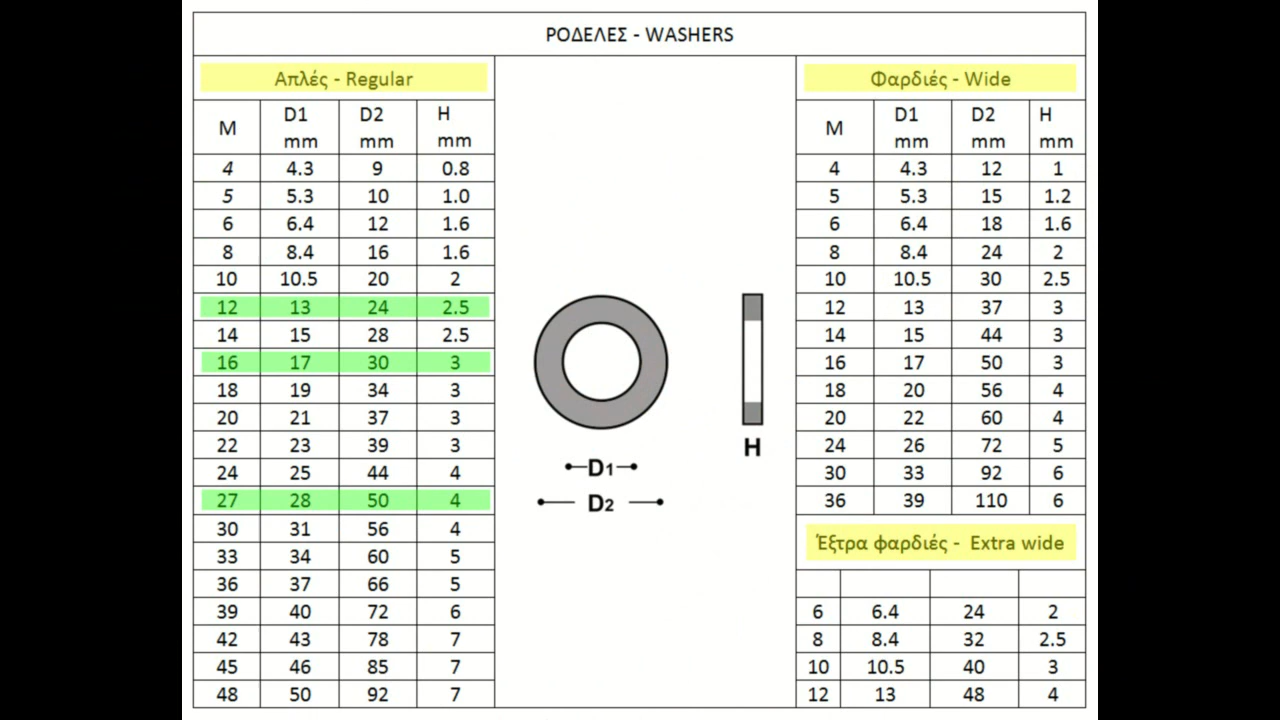 ΡΟΔΕΛΕΣ - WASHERS
Απλές - Regular
M D1 mm D2 mm H mm
4 4.3 9 0.8
5 5.3 10 1.0
6 6.4 12 1.6
8 8.4 16 1.6
10 10.5 20 2
12 13 24 2.5
14 15 28 2.5
16 17 30 3
18 19 34 3
20 21 37 3
22 23 39 3
24 25 44 4
27 28 50 4
30 31 56 4
33 34 60 5
36 37 66 5
39 40 72 6
42 43 78 7
45 46 85 7
48 50 92 7
H
D1
D2
Φαρδιές - Wide
M D1 mm D2 mm H mm
4 4.3 12 1
5 5.3 15 1.2
6 6.4 18 1.6
8 8.4 24 2
10 10.5 30 2.5
12 13 37 3
14 15 44 3
16 17 50 3
18 20 56 4
20 22 60 4
24 26 72 5
30 33 92 6
36 39 110 6
Έξτρα φαρδιές - Extra wide
6 6.4 24 2
8 8.4 32 2.5
10 10.5 40 3
12 13 48 4